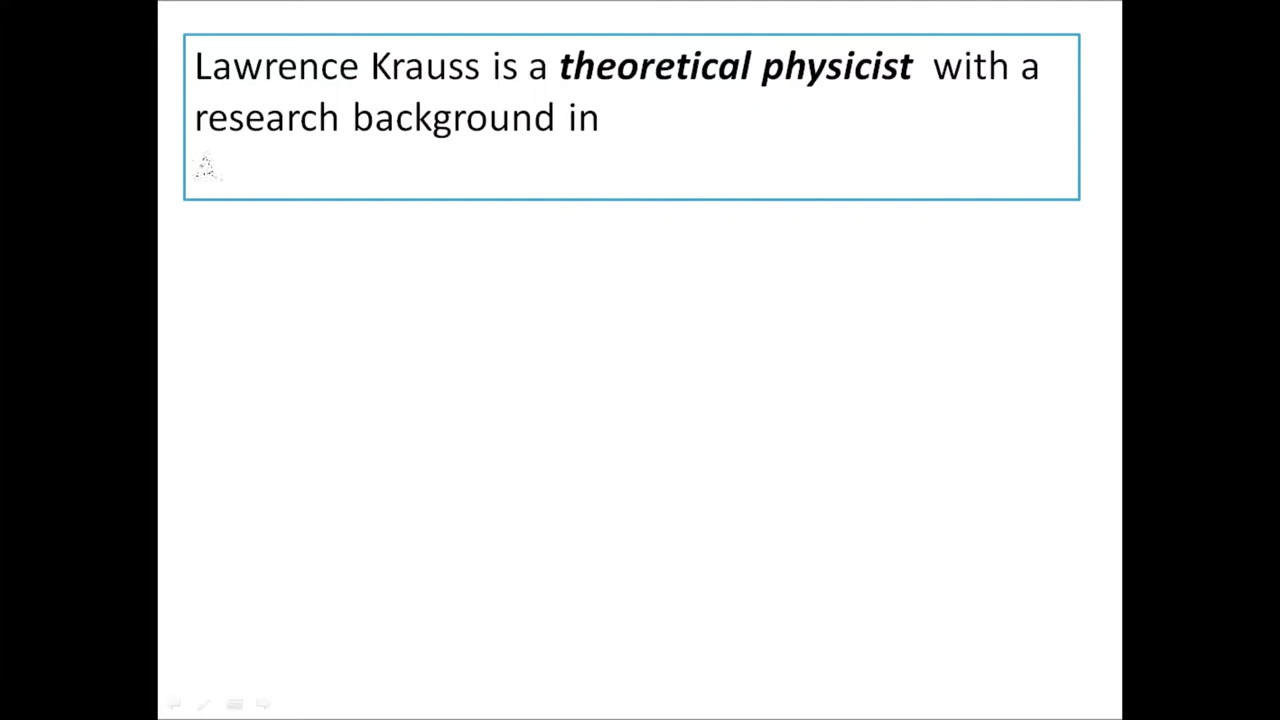 Lawrence Krauss is a theoretical physicist with a
research background in